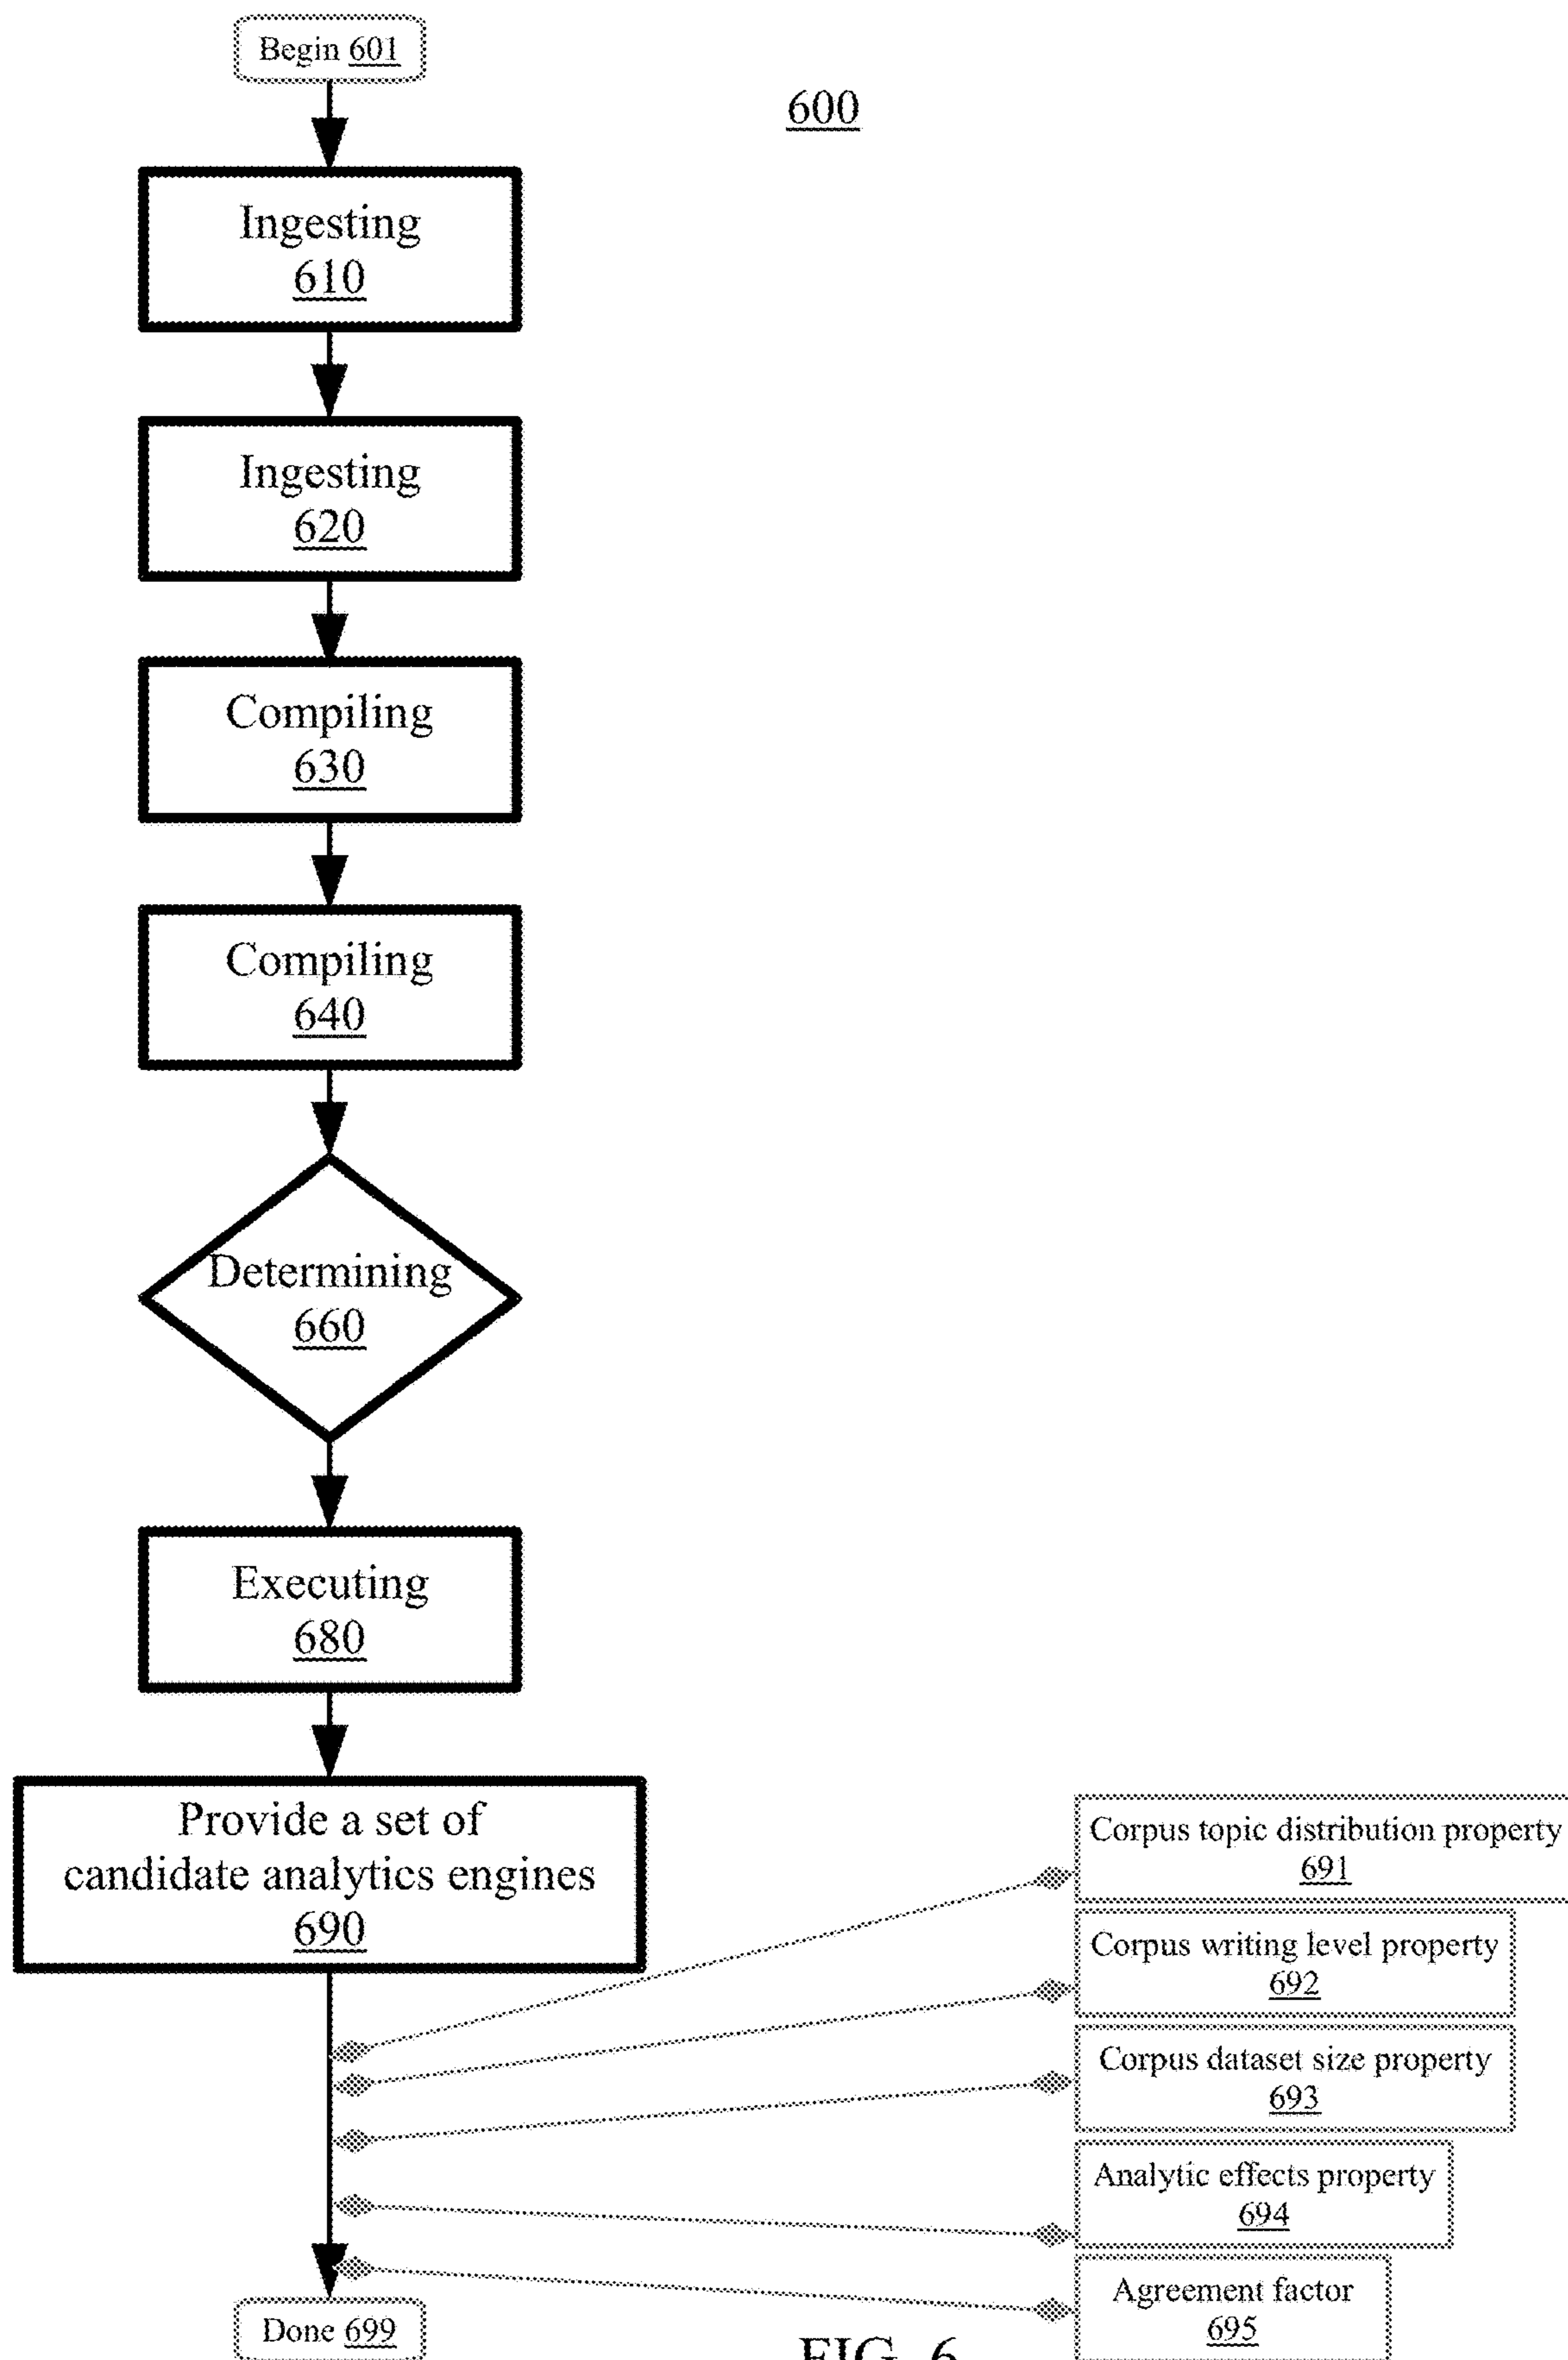 Begin 601
600
Ingesting
610
Ingesting
620
Compiling
630
Compiling
640
Determining
660
Executing
680
Provide a set of
candidate analytics engines
690
Corpus topic distribution property
691
Corpus writing level property
692
Corpus dataset size property
693
Analytic effects property
694
Agreement factor
695
Done 699
FIG. 6